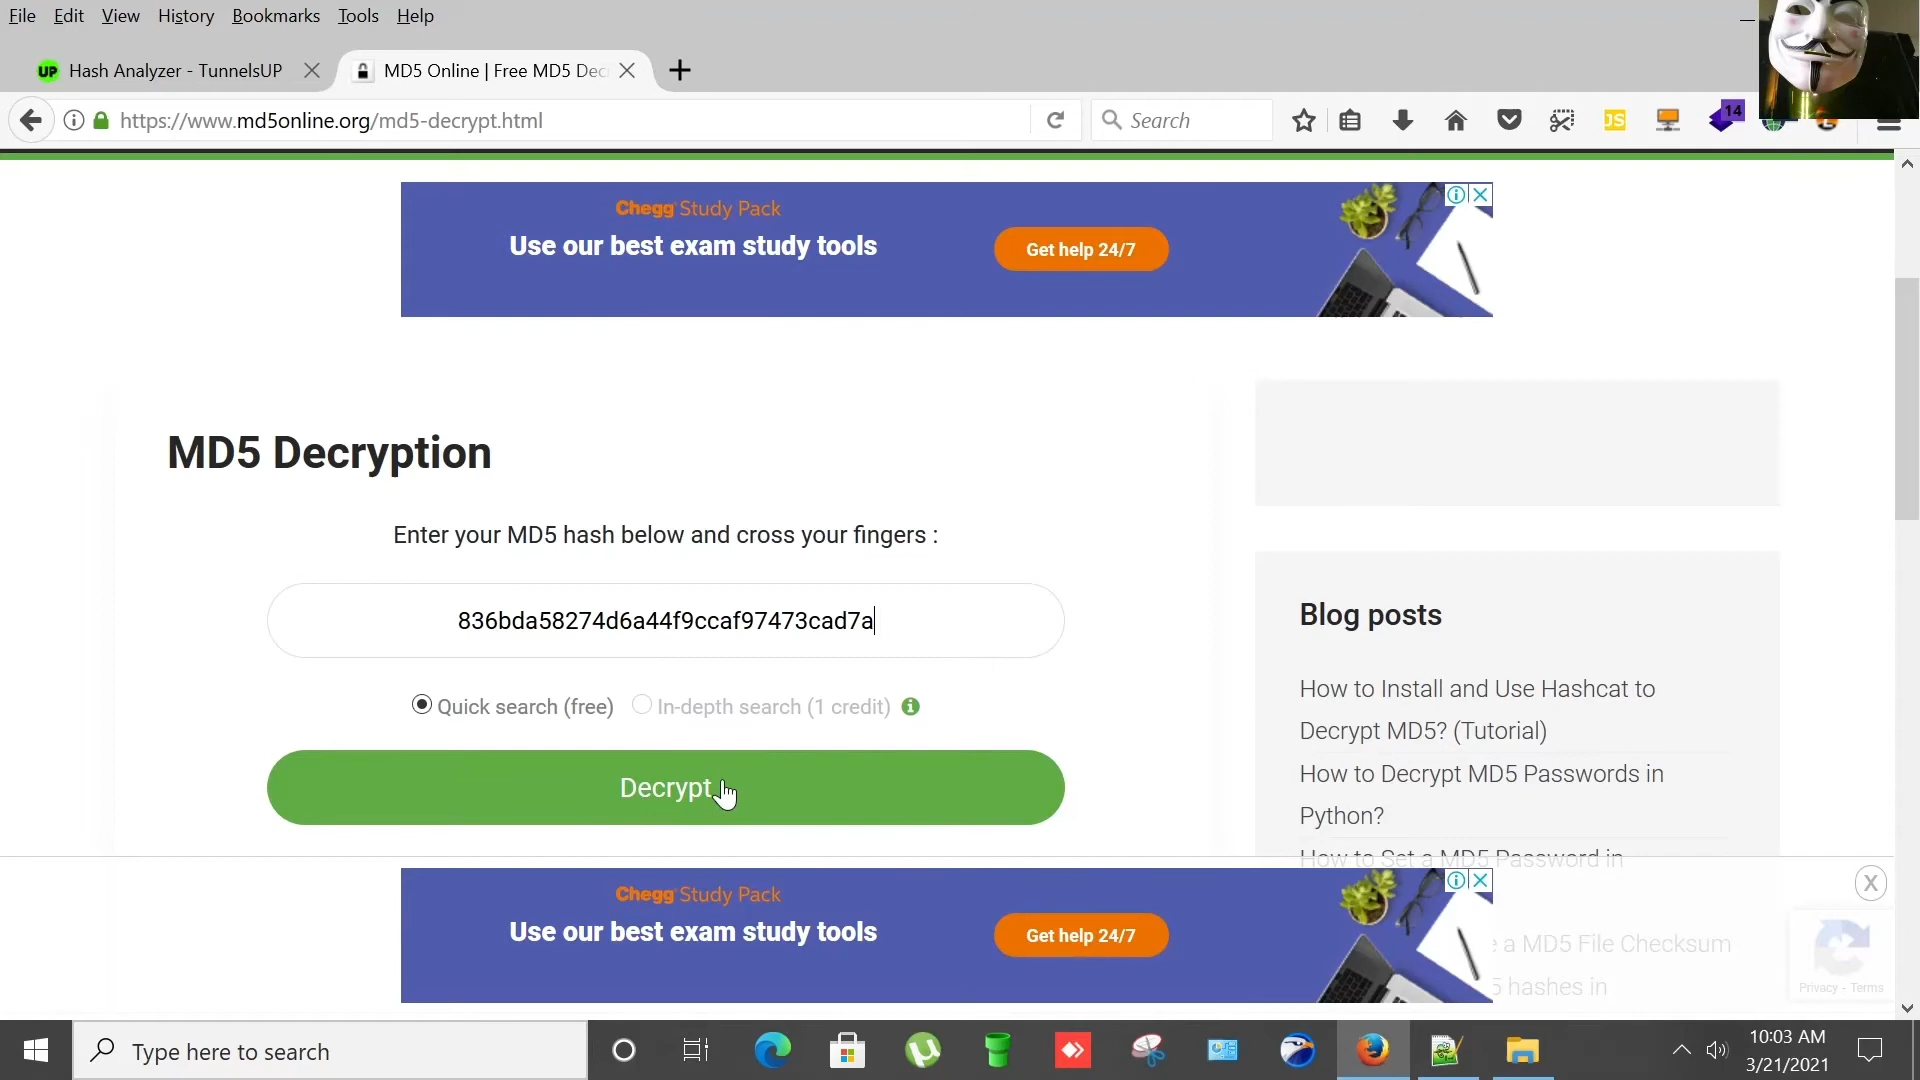 File Edit View History Bookmarks Tools Help
UP Hash Analyzer - TunnelsUP
MD5 Online | Free MD5 Dec
https://www.md5online.org/md5-decrypt.html
Search
JS
14
Chegg Study Pack
Use our best exam study tools
Get help 24/7
MD5 Decryption
Enter your MD5 hash below and cross your fingers :
836bda58274d6a44f9ccaf97473cad7a
Quick search (free) In-depth search (1 credit)
Decrypt
Blog posts
How to Install and Use Hashcat to
Decrypt MD5? (Tutorial)
How to Decrypt MD5 Passwords in
Python?
How to Set a MD5 Password in
a MD5 File Checksum
5 hashes in
Chegg Study Pack
Use our best exam study tools
Get help 24/7
X
Privacy - Terms
Type here to search
10:03 AM
3/21/2021